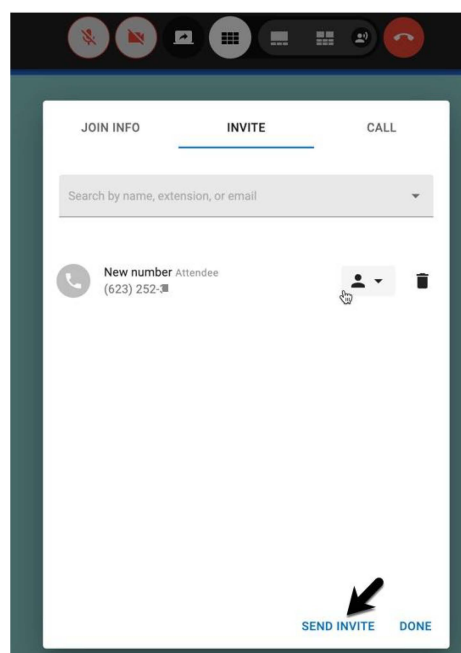 JOIN INFO INVITE CALL
Search by name, extension, or email
New number Attendee
(623) 252-
SEND INVITE DONE